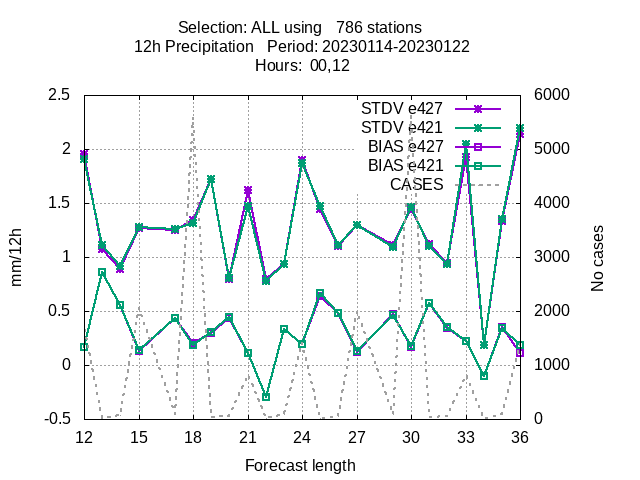 Selection: ALL using   786 stations
12h Precipitation   Period: 20230114-20230122
Hours:  00,12
2.5
2
1.5
1
0.5
0
-0.5
mm/12h
STDV e427
STDV e421
BIAS e427
BIAS e421
CASES
6000
5000
4000
3000
2000
1000
0
No cases
12 15 18 21 24 27 30 33 36
Forecast length